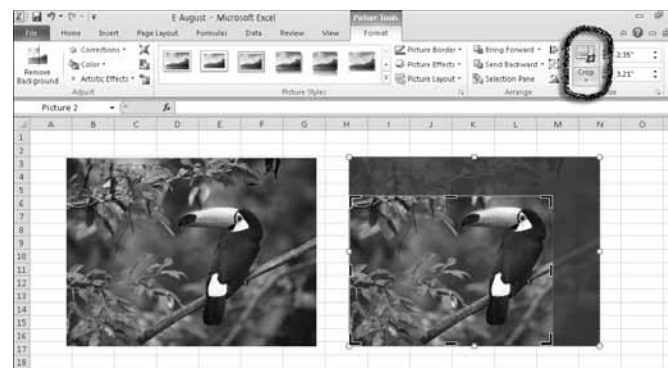 E August - Microsoft Excel
Picture Tools
File Home Insert Page Layout Formulas Data Review View Format
Remove Background
Corrections
Color
Artistic Effects
Adjust
Picture Styles
Picture Border
Picture Effects
Picture Layout
Bring Forward
Send Backward
Selection Pane
Arrange
Crop
2.35"
3.21"
Picture 2 fx
A B C D E F G H I J K L M N O
1
2
3
4
5
6
7
8
9
10
11
12
13
14
15
16
17
18